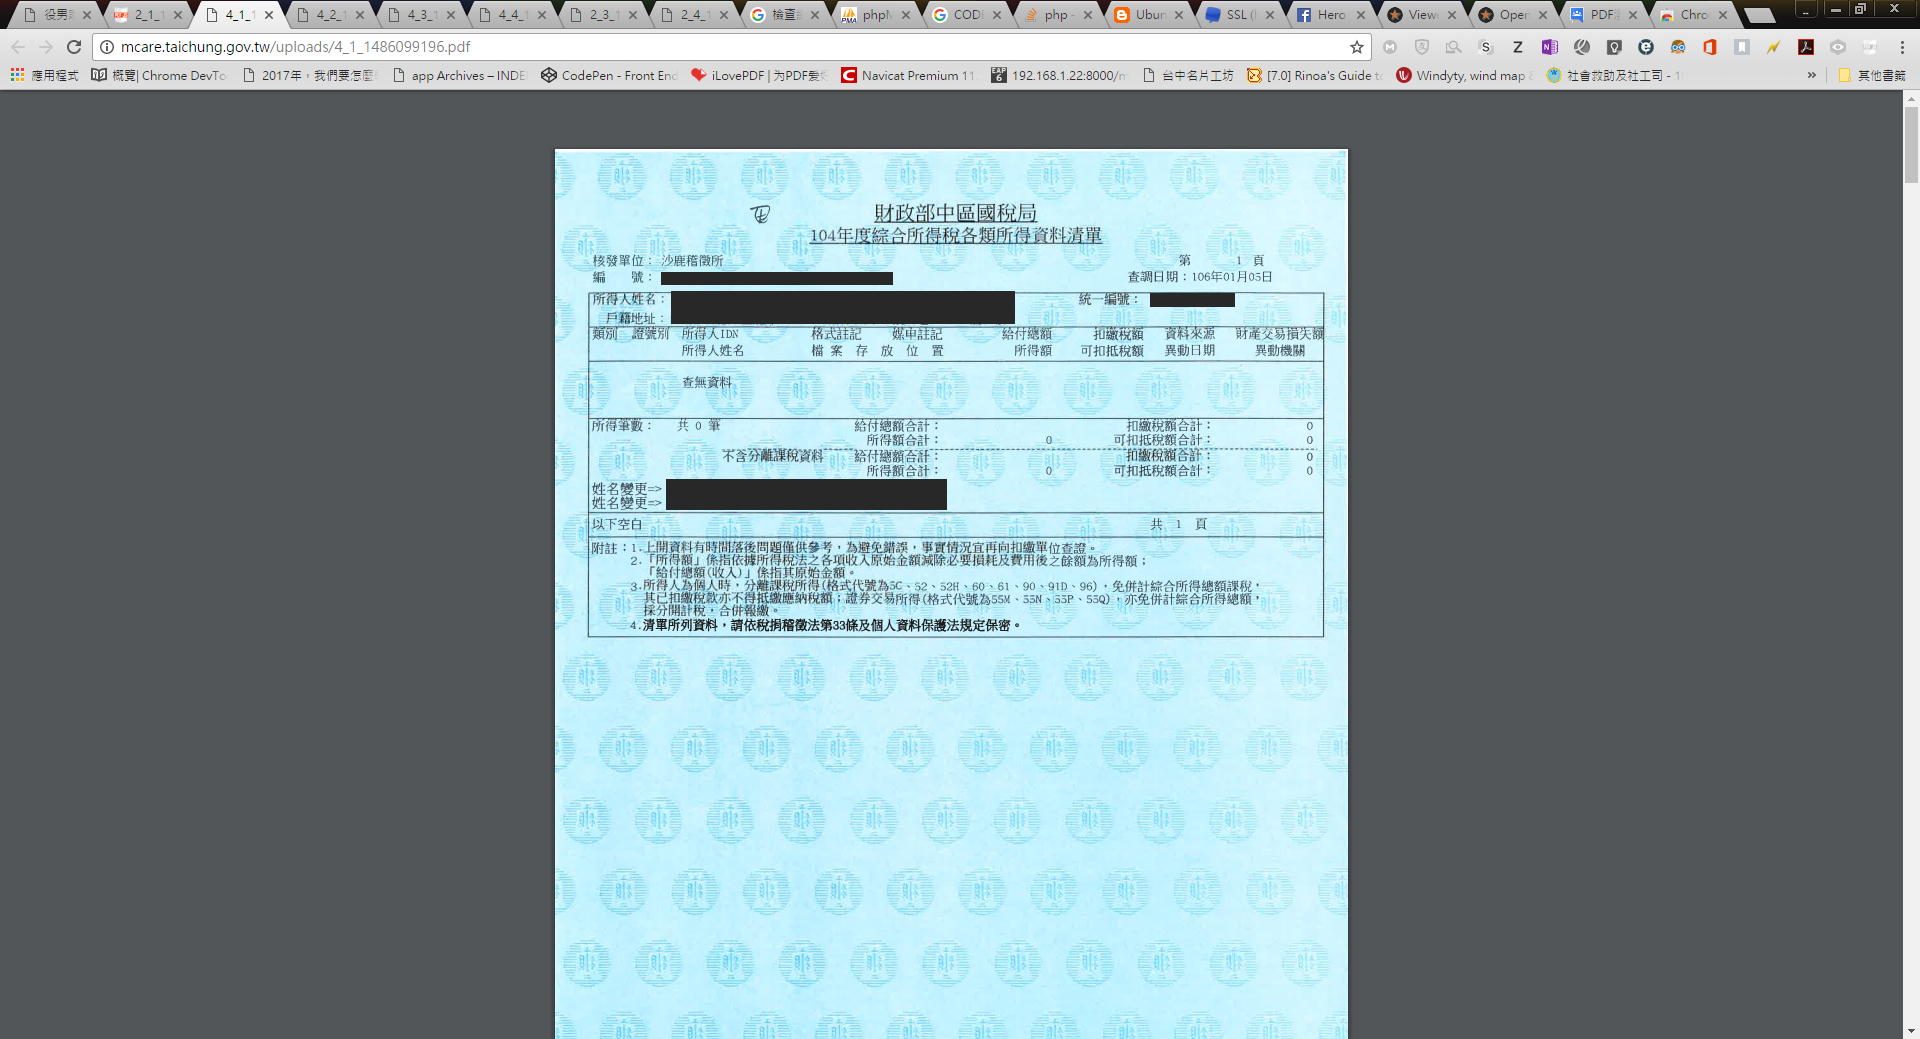 役男
2_1_1
4_1_1
4_2_1
4_3_1
4_4_1
2_3_1
2_4_1
檢查
php
COD
php -
Ubun
SSL (
Hero
View
Open
PDF
Chro
mcare.taichung.gov.tw/uploads/4_1_1486099196.pdf
應用程式
概覽| Chrome DevTo
2017年，我們要怎麼
app Archives – INDE
CodePen - Front End
iLovePDF | 为PDF爱好
Navicat Premium 11.
192.168.1.22:8000/m
台中名片工坊
[7.0] Rinoa's Guide to
Windyty, wind map
社會救助及社工司 - 1
»
其他書籤
財政部中區國稅局
104年度綜合所得稅各類所得資料清單
核發單位： 沙鹿稽徵所 第 1 頁
編 號： 查調日期：106年01月05日
所得人姓名： 統一編號：
戶籍地址：
類別 證號別 所得人IDN 格式註記 媒申註記 給付總額 扣繳稅額 資料來源 財產交易損失額
所得人姓名 檔 案 存 放 位 置 所得額 可扣抵稅額 異動日期 異動機關
查無資料
所得筆數： 共 0 筆 給付總額合計： 扣繳稅額合計： 0
所得額合計： 0 可扣抵稅額合計： 0
不含分離課稅資料 給付總額合計： 扣繳稅額合計： 0
所得額合計： 0 可扣抵稅額合計： 0
姓名變更=>
姓名變更=>
以下空白 共 1 頁
附註：1.上開資料有時間落後問題僅供參考，為避免錯誤，事實情況宜再向扣繳單位查證。
2.「所得額」係指依據所得稅法之各項收入原始金額減除必要損耗及費用後之餘額為所得額；
「給付總額(收入)」係指其原始金額。
3.所得人為個人時，分離課稅所得(格式代號為5C、52、52H、60、61、90、91D、96)，免併計綜合所得總額課稅，
其已扣繳稅款亦不得抵繳應納稅額；證券交易所得(格式代號為55M、55N、55P、55Q)，亦免併計綜合所得總額，
採分開計稅，合併報繳。
4.清單所列資料，請依稅捐稽徵法第33條及個人資料保護法規定保密。